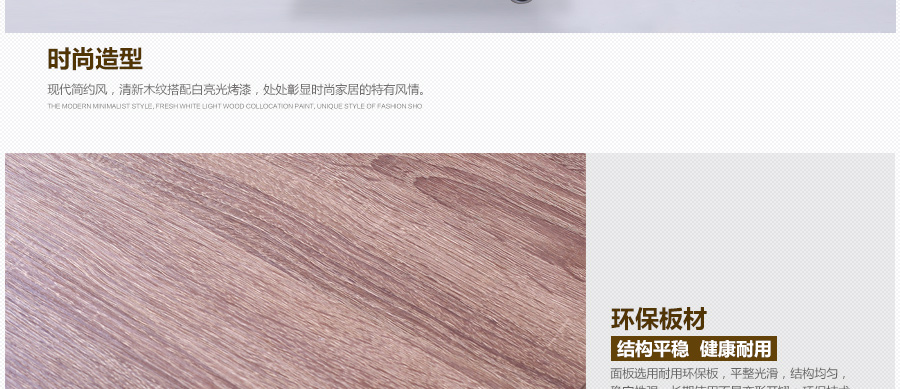 时尚造型
现代简约风，清新木纹搭配白亮光烤漆，处处彰显时尚家居的特有风情。
THE MODERN MINIMALIST STYLE, FRESH WHITE LIGHT WOOD COLLOCATION PAINT, UNIQUE STYLE OF FASHION SHO
环保板材
结构平稳 健康耐用
面板选用耐用环保板，平整光滑，结构均匀，